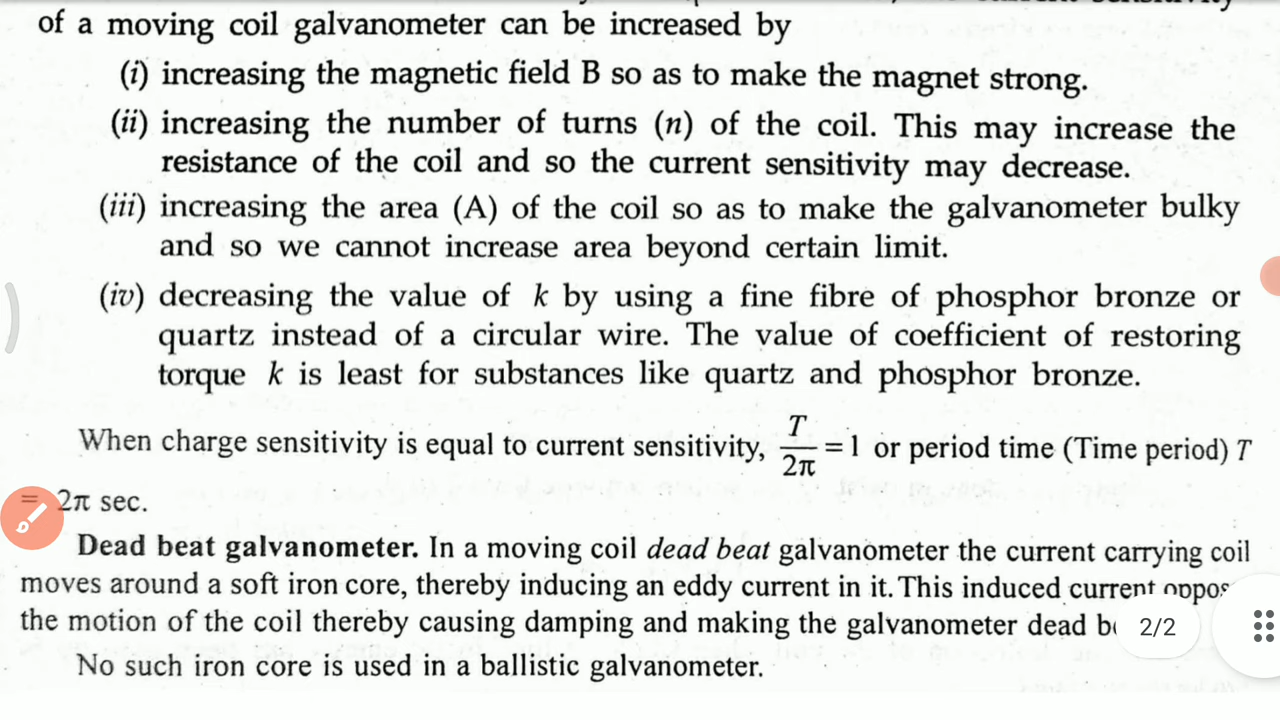 of a moving coil galvanometer can be increased by
(i) increasing the magnetic field B so as to make the magnet strong.
(ii) increasing the number of turns (n) of the coil. This may increase the
resistance of the coil and so the current sensitivity may decrease.
(iii) increasing the area (A) of the coil so as to make the galvanometer bulky
and so we cannot increase area beyond certain limit.
(iv) decreasing the value of k by using a fine fibre of phosphor bronze or
quartz instead of a circular wire. The value of coefficient of restoring
torque k is least for substances like quartz and phosphor bronze.
When charge sensitivity is equal to current sensitivity, T/2π = 1 or period time (Time period) T
= 2π sec.
Dead beat galvanometer. In a moving coil dead beat galvanometer the current carrying coil
moves around a soft iron core, thereby inducing an eddy current in it. This induced current
the motion of the coil thereby causing damping and making the galvanometer dead
2/2
No such iron core is used in a ballistic galvanometer.